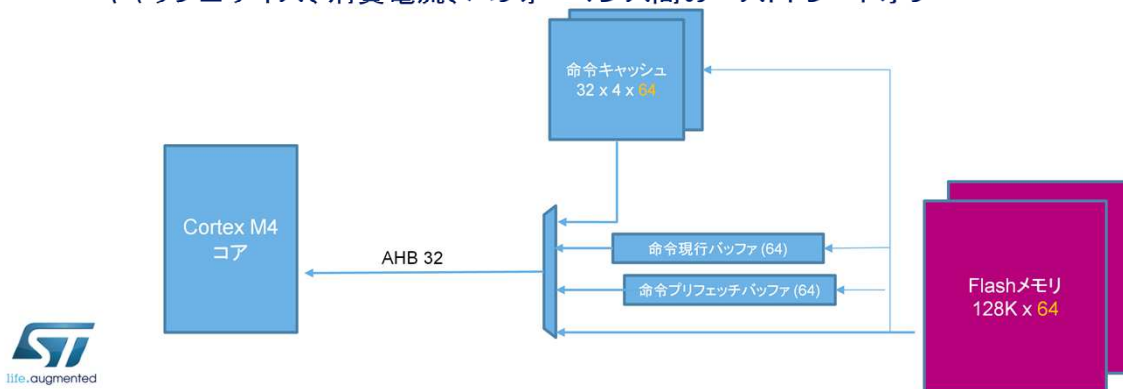 命令キャッシュ
32 x 4 x 64
Cortex M4
コア
AHB 32
命令現行バッファ (64)
命令プリフェッチバッファ (64)
Flashメモリ
128K x 64
ST
life.augmented